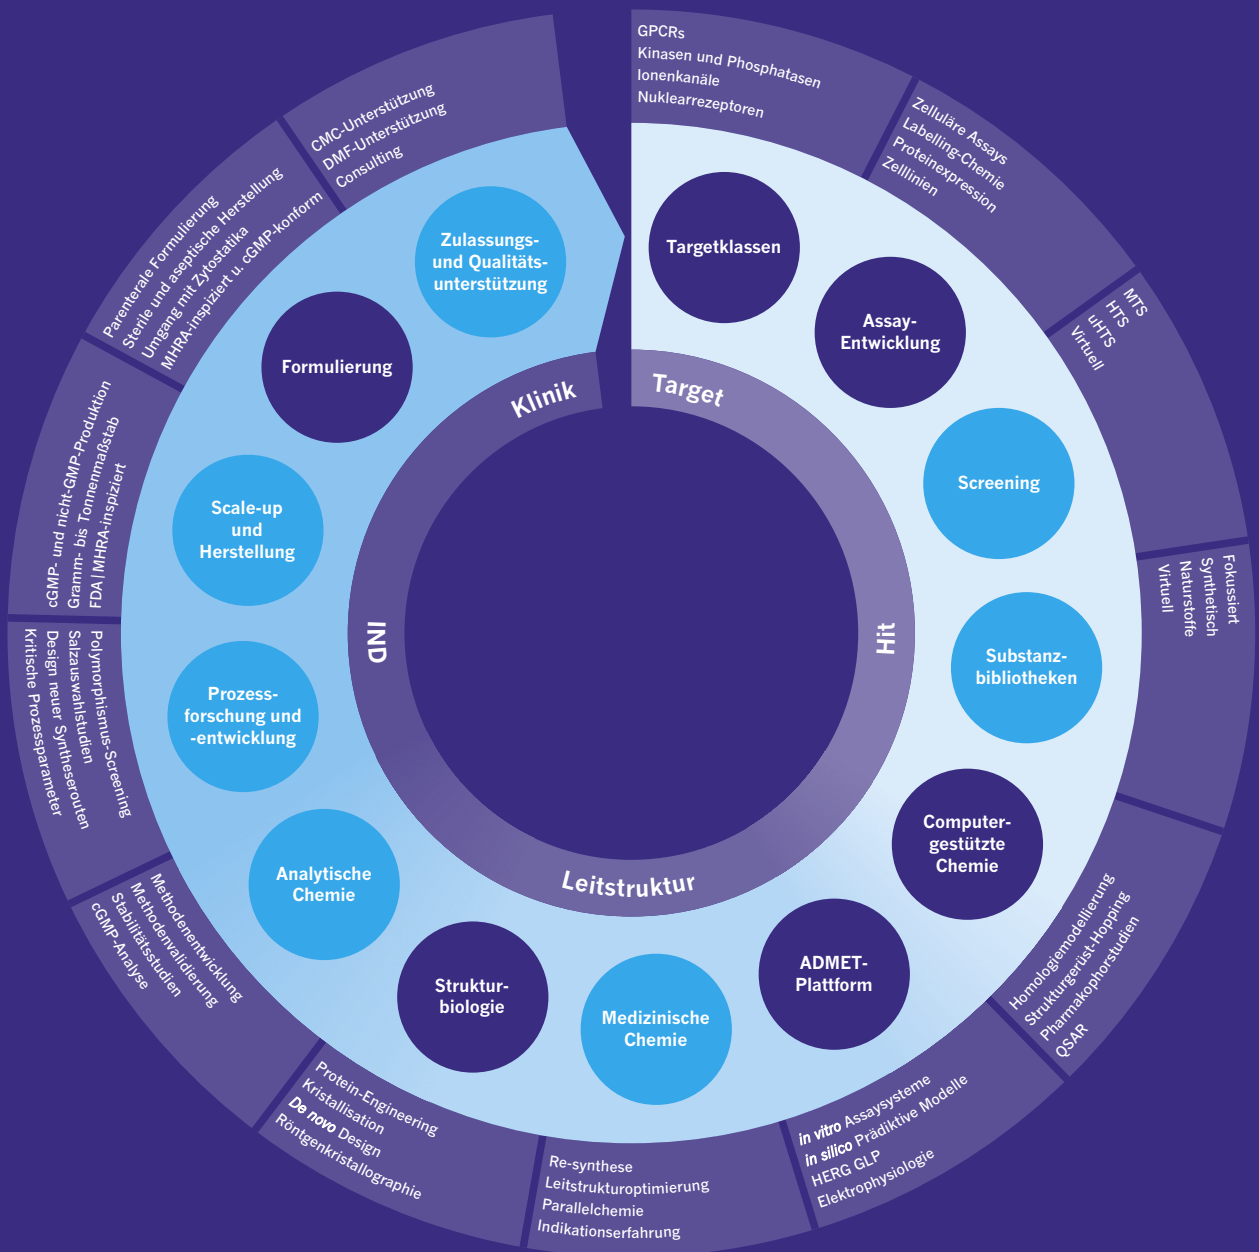 GPCRs
Kinasen und Phosphatasen
Ionenkanäle
Nuklearrezeptoren
Targetklassen
Zelluläre Assays
Labelling-Chemie
Proteinexpression
Zelllinien
Assay-
Entwicklung
MTS
HTS
uHTS
Virtuell
Screening
Fokussiert
Synthetisch
Naturstoffe
Virtuell
Substanz-
bibliotheken
Homologiemodellierung
Strukturgerüst-Hopping
Pharmakophorstudien
QSAR
Computer-
gestützte
Chemie
in vitro Assaysysteme
in silico Prädiktive Modelle
HERG GLP
Elektrophysiologie
ADMET-
Plattform
Re-synthese
Leitstrukturoptimierung
Parallelchemie
Indikationserfahrung
Medizinische
Chemie
Protein-Engineering
Kristallisation
De novo Design
Röntgenkristallographie
Struktur-
biologie
Methodenentwicklung
Methodenvalidierung
Stabilitätsstudien
cGMP-Analyse
Analytische
Chemie
Polymorphismus-Screening
Salzauswahlstudien
Design neuer Syntheserouten
Kritische Prozessparameter
Prozess-
forschung und
-entwicklung
cGMP- und nicht-GMP-Produktion
Gramm- bis Tonnenmaßstab
FDA|MHRA-inspiziert
Scale-up
und
Herstellung
Parenterale Formulierung
Sterile und aseptische Herstellung
Umgang mit Zytostatika
MHRA-inspiziert u. cGMP-konform
Formulierung
CMC-Unterstützung
DMF-Unterstützung
Consulting
Zulassungs-
und Qualitäts-
unterstützung
Target
Hit
Leitstruktur
IND
Klinik